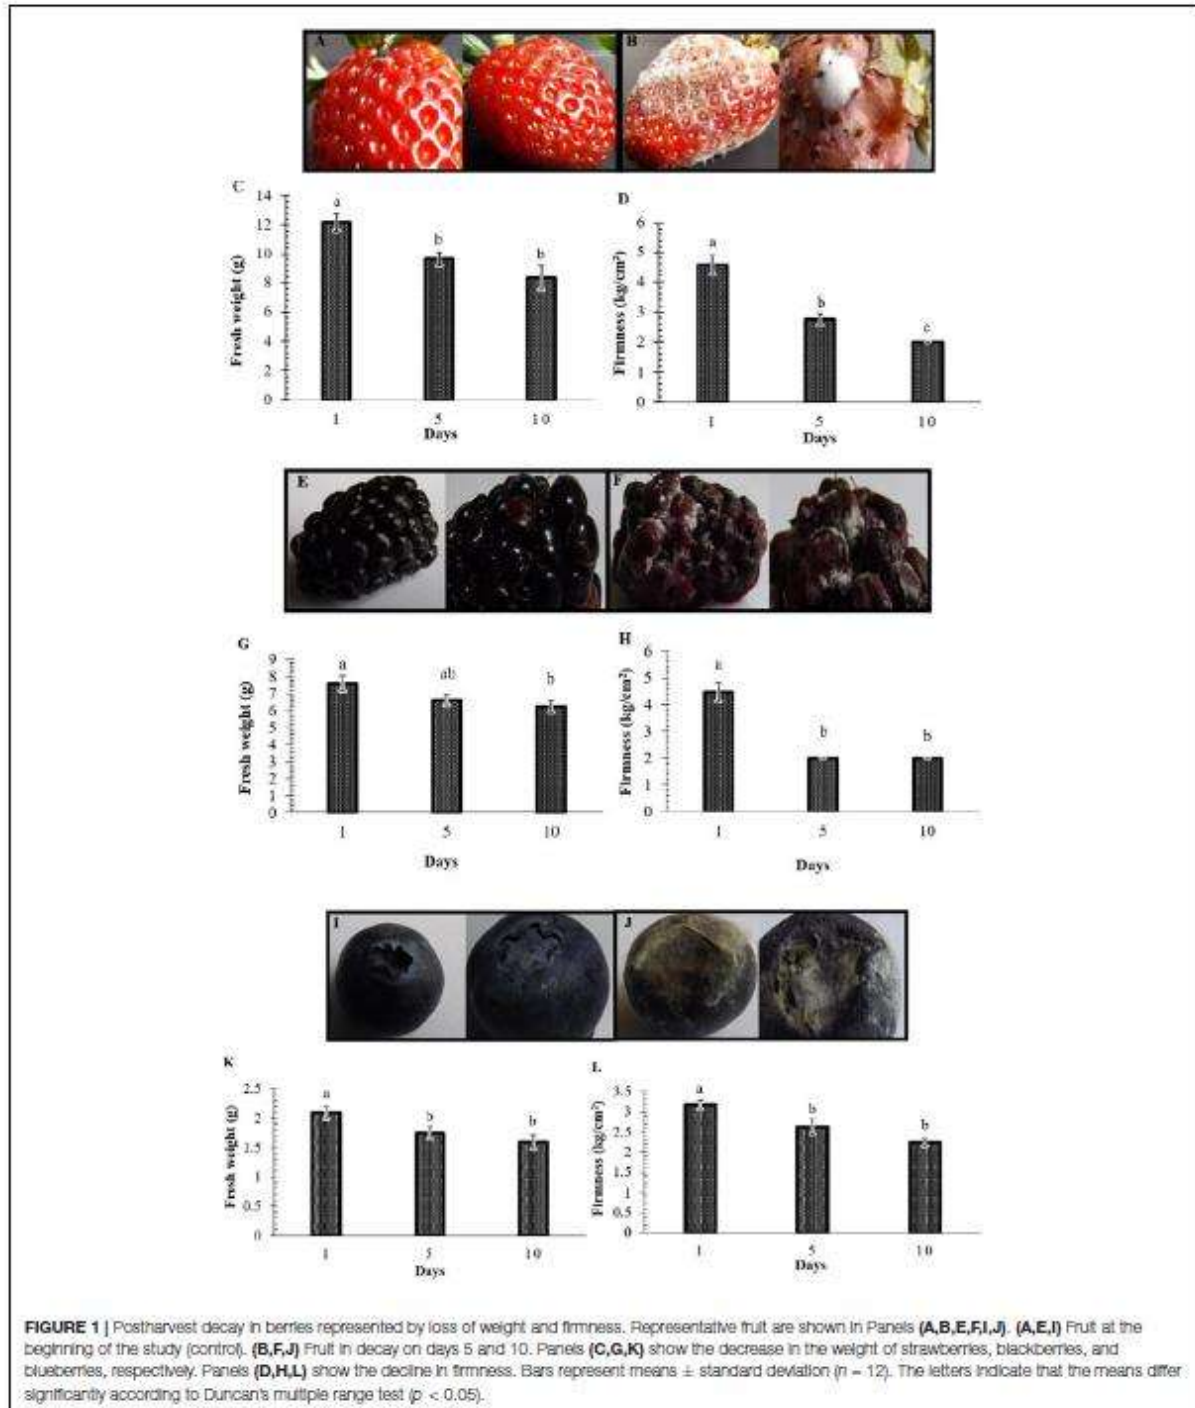 A
B
C
14
12
10
8
6
4
2
0
Fresh weight (g)
a
b
b
1 5 10
Days
D
6
5
4
3
2
1
0
Firmness (kg/cm²)
a
b
c
1 5 10
Days
E
F
G
9
8
7
6
5
4
3
2
1
0
Fresh weight (g)
a
ab
b
1 5 10
Days
H
6
5
4
3
2
1
0
Firmness (kg/cm²)
a
b
b
1 5 10
Days
I
J
K
2.5
2
1.5
1
0.5
0
Fresh weight (g)
a
b
b
1 5 10
Days
L
3.5
3
2.5
2
1.5
1
0.5
0
Firmness (kg/cm²)
a
b
b
1 5 10
Days
FIGURE 1 | Postharvest decay in berries represented by loss of weight and firmness. Representative fruit are shown in Panels (A,B,E,F,I,J). (A,E,I) Fruit at the
beginning of the study (control). (B,F,J) Fruit in decay on days 5 and 10. Panels (C,G,K) show the decrease in the weight of strawberries, blackberries, and
blueberries, respectively. Panels (D,H,L) show the decline in firmness. Bars represent means ± standard deviation (n = 12). The letters indicate that the means differ
significantly according to Duncan's multiple range test (p < 0.05).